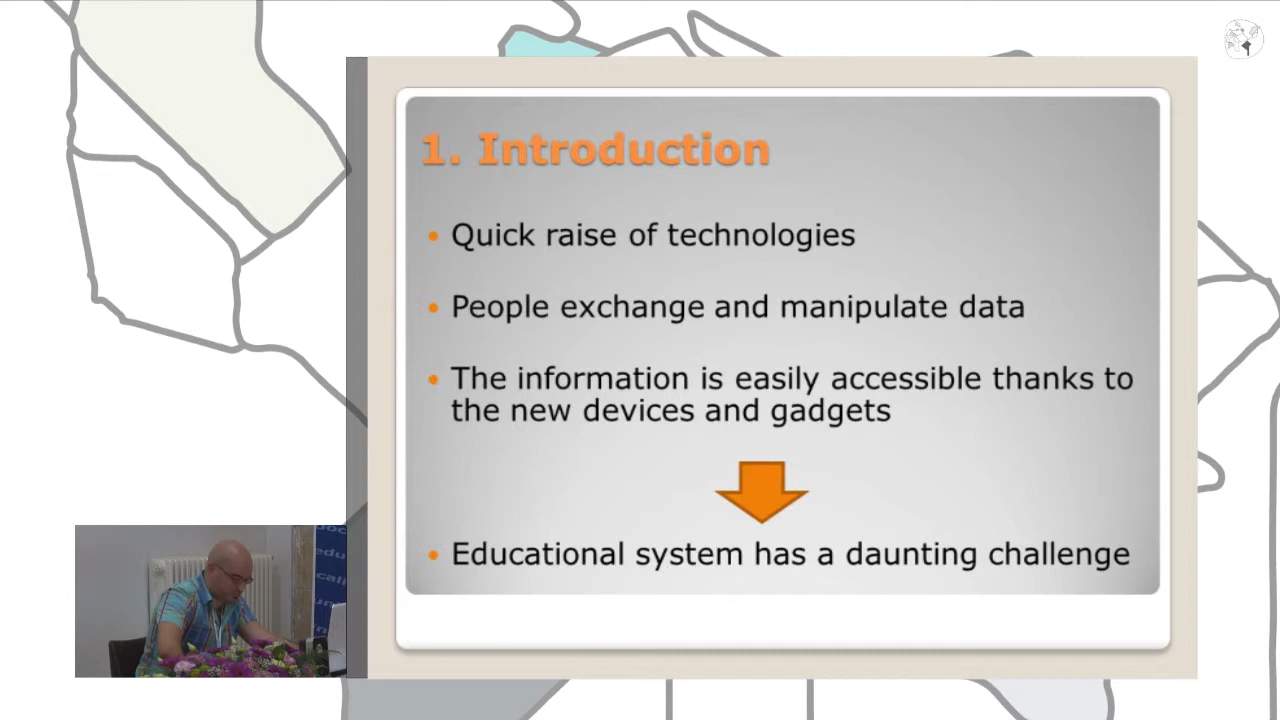 1. Introduction
• Quick raise of technologies
• People exchange and manipulate data
• The information is easily accessible thanks to
the new devices and gadgets
• Educational system has a daunting challenge